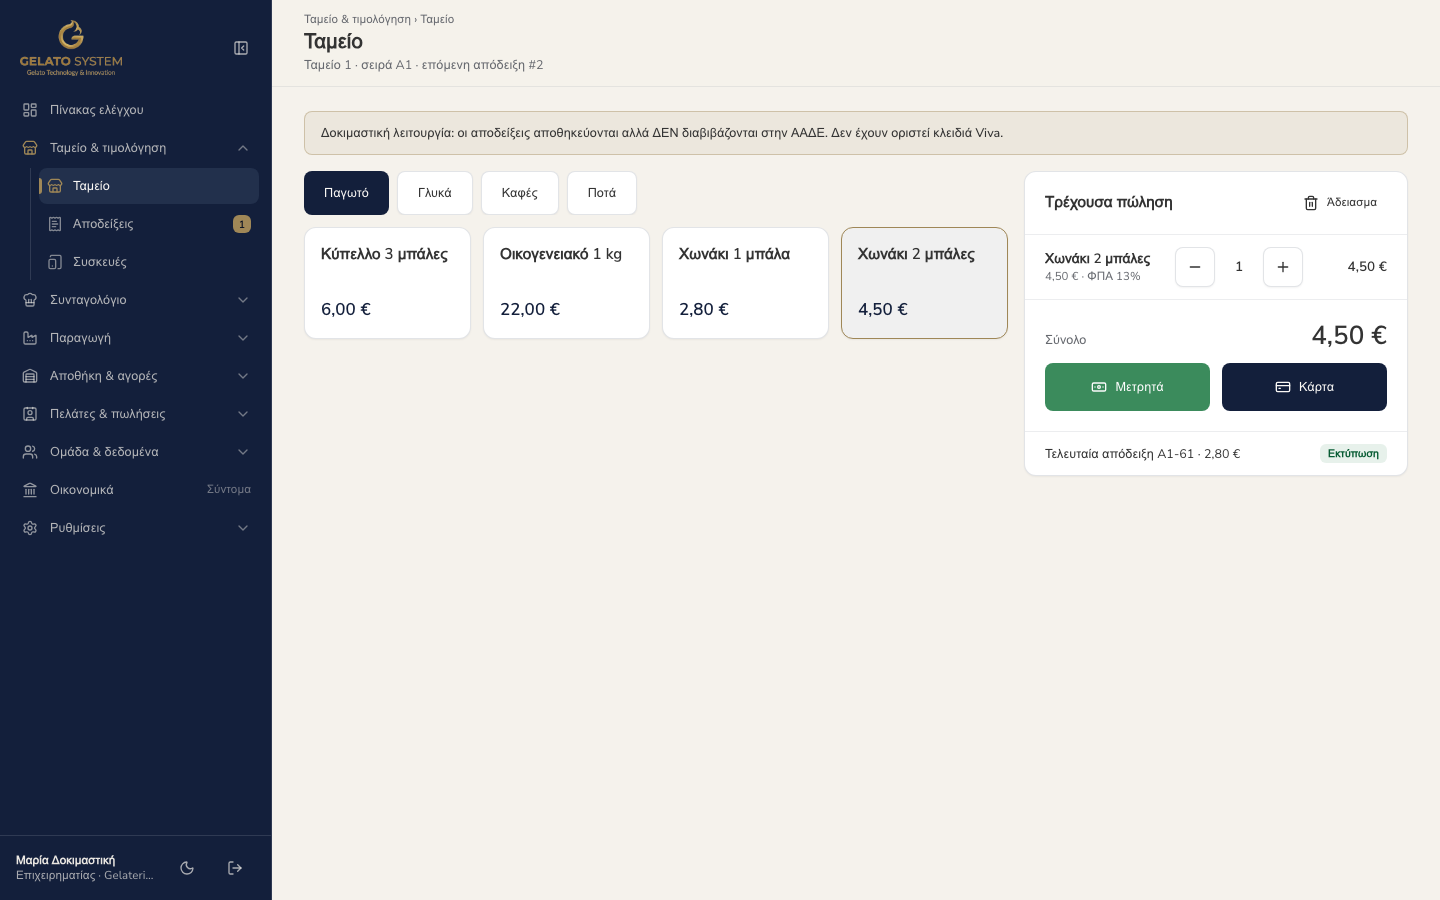 GELATO SYSTEM
Gelato Technology & Innovation
Πίνακας ελέγχου
Ταμείο & τιμολόγηση
Ταμείο
Αποδείξεις 1
Συσκευές
Συνταγολόγιο
Παραγωγή
Αποθήκη & αγορές
Πελάτες & πωλήσεις
Ομάδα & δεδομένα
Οικονομικά Σύντομα
Ρυθμίσεις
Μαρία Δοκιμαστική
Επιχειρηματίας · Gelateri...
Ταμείο & τιμολόγηση › Ταμείο
Ταμείο
Ταμείο 1 · σειρά A1 · επόμενη απόδειξη #2
Δοκιμαστική λειτουργία: οι αποδείξεις αποθηκεύονται αλλά ΔΕΝ διαβιβάζονται στην ΑΑΔΕ. Δεν έχουν οριστεί κλειδιά Viva.
Παγωτό Γλυκά Καφές Ποτά
Κύπελλο 3 μπάλες
6,00 €
Οικογενειακό 1 kg
22,00 €
Χωνάκι 1 μπάλα
2,80 €
Χωνάκι 2 μπάλες
4,50 €
Τρέχουσα πώληση Άδειασμα
Χωνάκι 2 μπάλες
4,50 € · ΦΠΑ 13%
1 4,50 €
Σύνολο 4,50 €
Μετρητά Κάρτα
Τελευταία απόδειξη A1-61 · 2,80 € Εκτύπωση